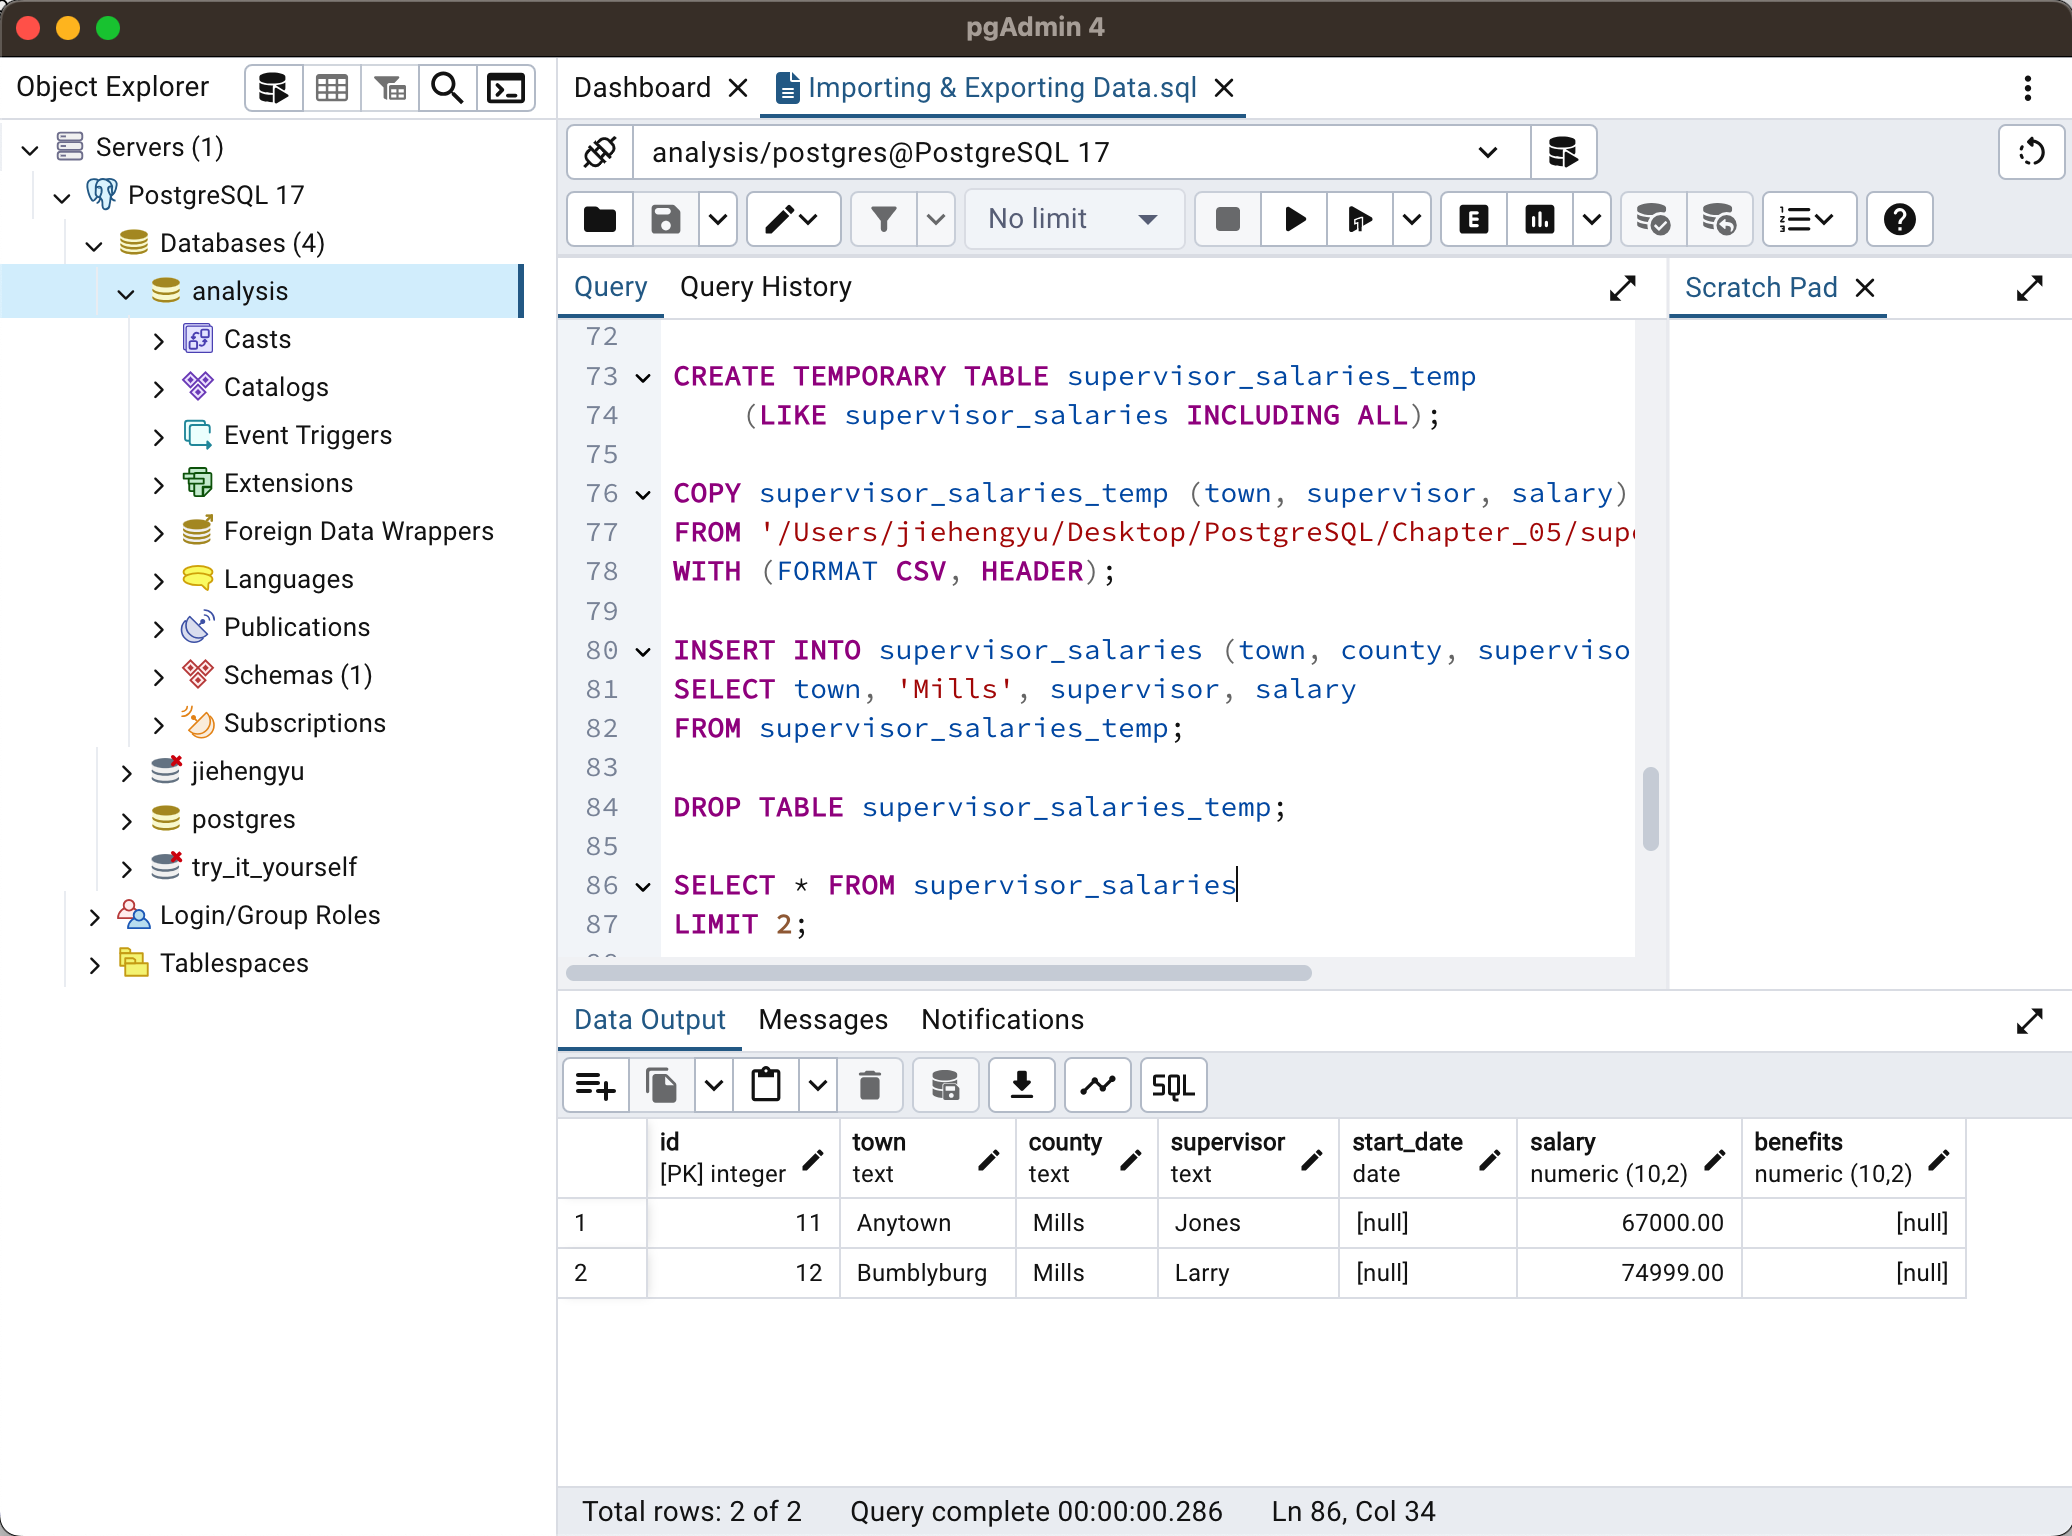 pgAdmin 4
Object Explorer
Servers (1)
PostgreSQL 17
Databases (4)
analysis
Casts
Catalogs
Event Triggers
Extensions
Foreign Data Wrappers
Languages
Publications
Schemas (1)
Subscriptions
jiehengyu
postgres
try_it_yourself
Login/Group Roles
Tablespaces
Dashboard
Importing & Exporting Data.sql
analysis/postgres@PostgreSQL 17
No limit
E
Query
Query History
Scratch Pad
72
73 CREATE TEMPORARY TABLE supervisor_salaries_temp
74 (LIKE supervisor_salaries INCLUDING ALL);
75
76 COPY supervisor_salaries_temp (town, supervisor, salary)
77 FROM '/Users/jiehengyu/Desktop/PostgreSQL/Chapter_05/supe
78 WITH (FORMAT CSV, HEADER);
79
80 INSERT INTO supervisor_salaries (town, county, superviso
81 SELECT town, 'Mills', supervisor, salary
82 FROM supervisor_salaries_temp;
83
84 DROP TABLE supervisor_salaries_temp;
85
86 SELECT * FROM supervisor_salaries
87 LIMIT 2;
Data Output
Messages
Notifications
SQL
id town county supervisor start_date salary benefits
[PK] integer text text text date numeric (10,2) numeric (10,2)
1 11 Anytown Mills Jones [null] 67000.00 [null]
2 12 Bumblyburg Mills Larry [null] 74999.00 [null]
Total rows: 2 of 2 Query complete 00:00:00.286 Ln 86, Col 34